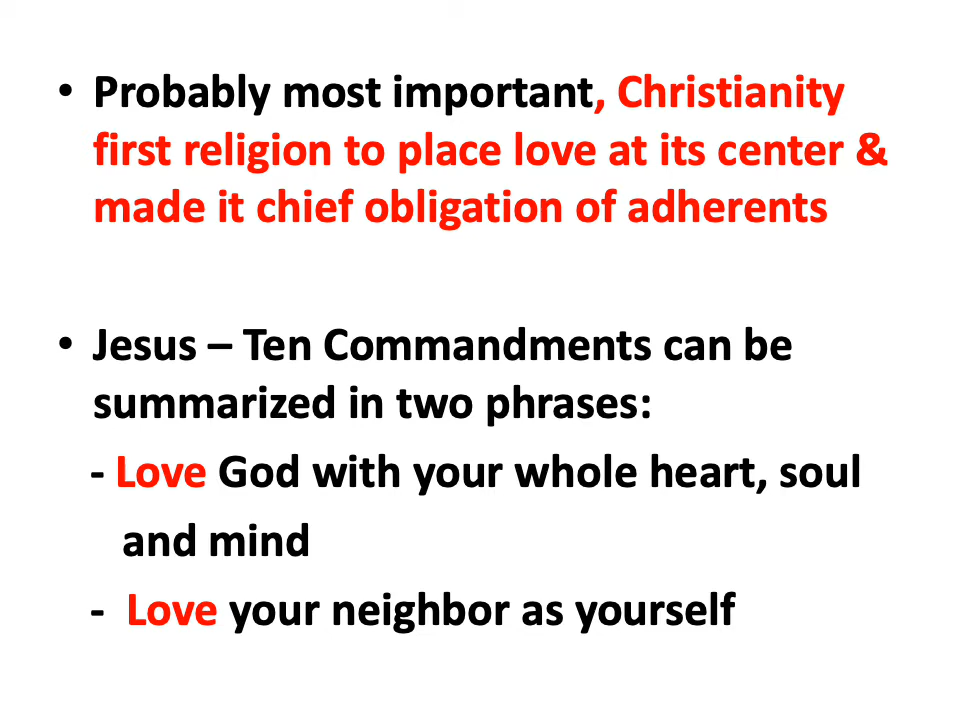 • Probably most important, Christianity
first religion to place love at its center &
made it chief obligation of adherents
• Jesus – Ten Commandments can be
summarized in two phrases:
- Love God with your whole heart, soul
and mind
- Love your neighbor as yourself